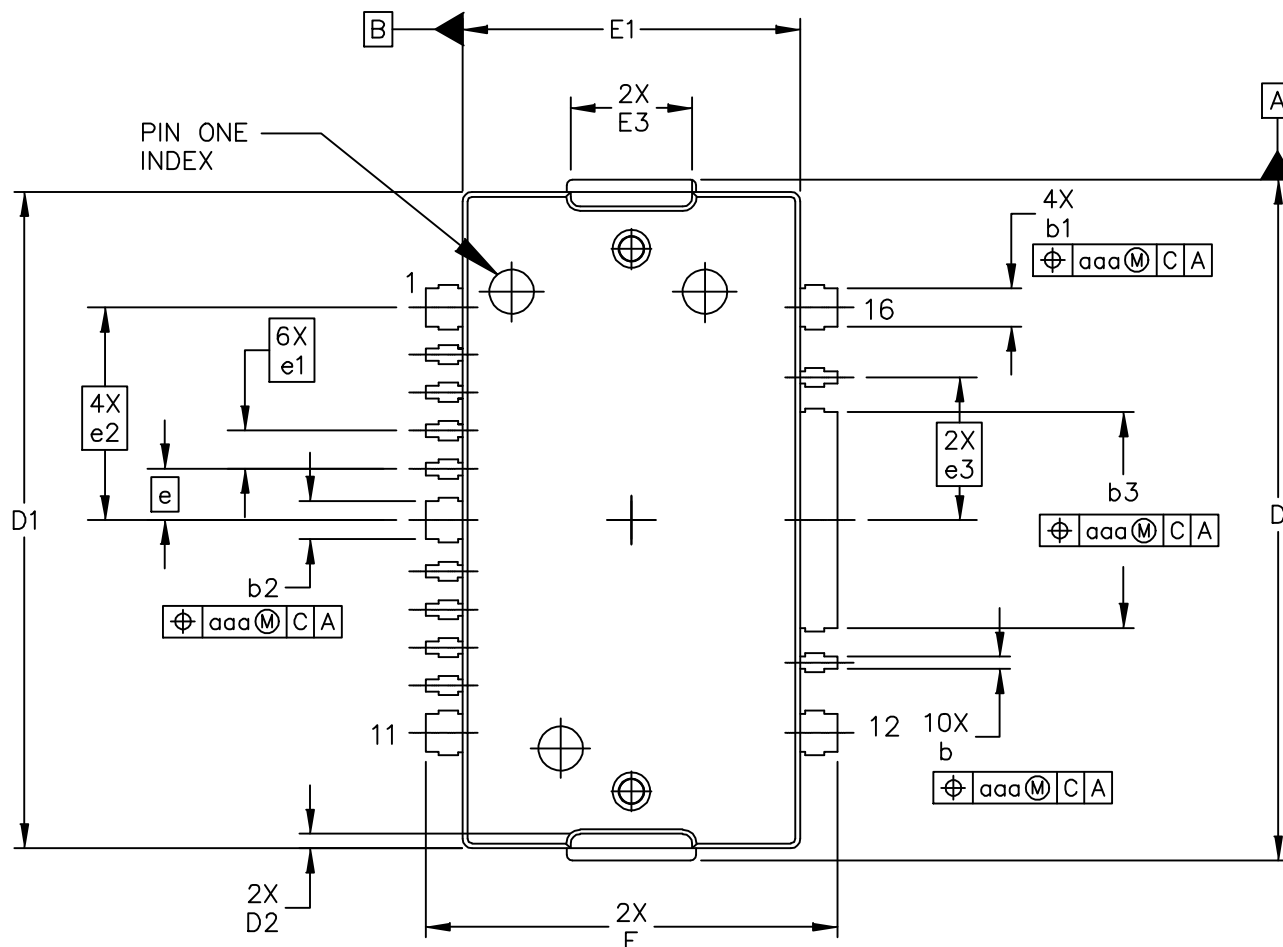 B
E1
2X
E3
A
PIN ONE
INDEX
4X
b1
⌖ aaa Ⓜ C A
1
16
6X
e1
4X
e2
2X
e3
e
b3
⌖ aaa Ⓜ C A
D1
D
b2
⌖ aaa Ⓜ C A
11
12
10X
b
⌖ aaa Ⓜ C A
2X
D2
2X